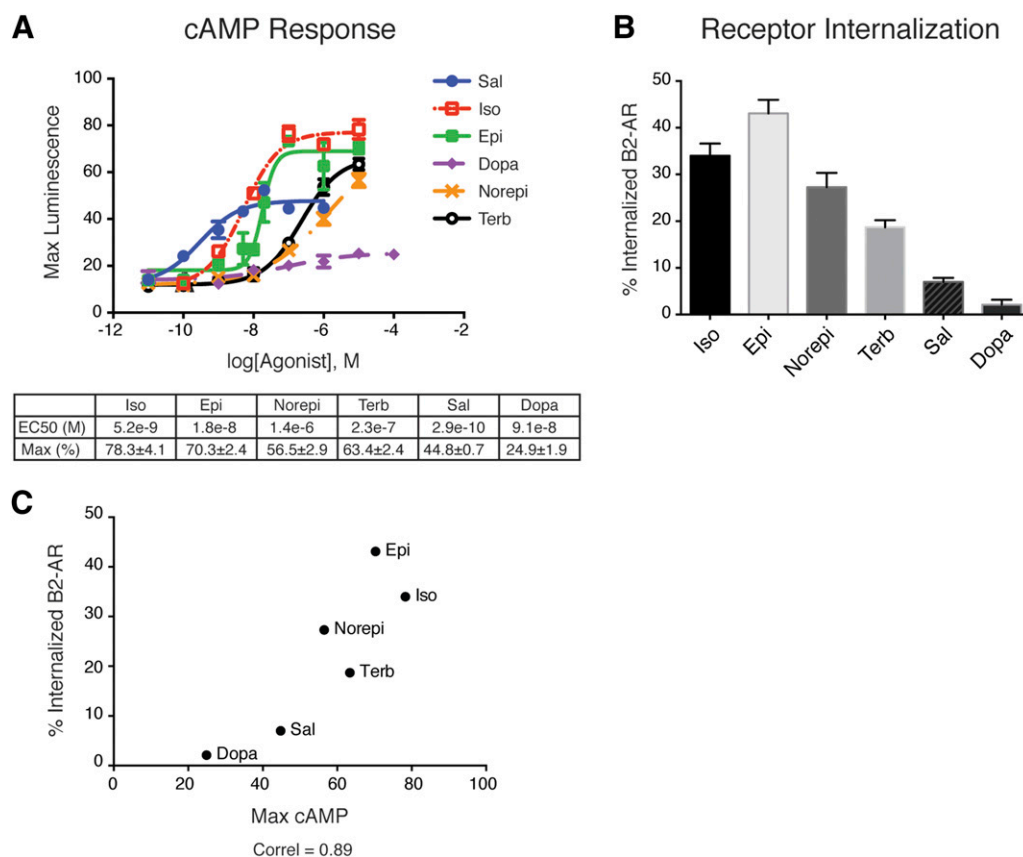 A
cAMP Response
Max Luminescence
100
80
60
40
20
0
-12
-10
-8
-6
-4
-2
log[Agonist], M
Sal
Iso
Epi
Dopa
Norepi
Terb
Iso Epi Norepi Terb Sal Dopa
EC50 (M) 5.2e-9 1.8e-8 1.4e-6 2.3e-7 2.9e-10 9.1e-8
Max (%) 78.3±4.1 70.3±2.4 56.5±2.9 63.4±2.4 44.8±0.7 24.9±1.9
B
Receptor Internalization
% Internalized B2-AR
50
40
30
20
10
0
Iso
Epi
Norepi
Terb
Sal
Dopa
C
% Internalized B2-AR
50
40
30
20
10
0
Epi
Iso
Norepi
Terb
Sal
Dopa
0
20
40
60
80
100
Max cAMP
Correl = 0.89